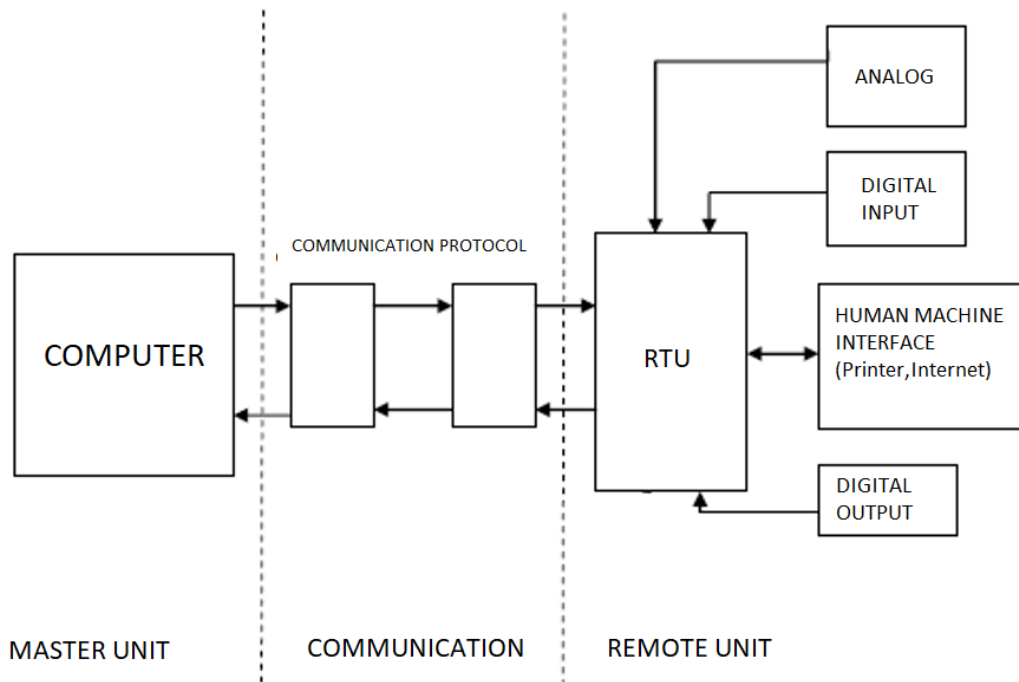 ANALOG
DIGITAL
INPUT
COMMUNICATION PROTOCOL
COMPUTER
RTU
HUMAN MACHINE
INTERFACE
(Printer,Internet)
DIGITAL
OUTPUT
MASTER UNIT
COMMUNICATION
REMOTE UNIT